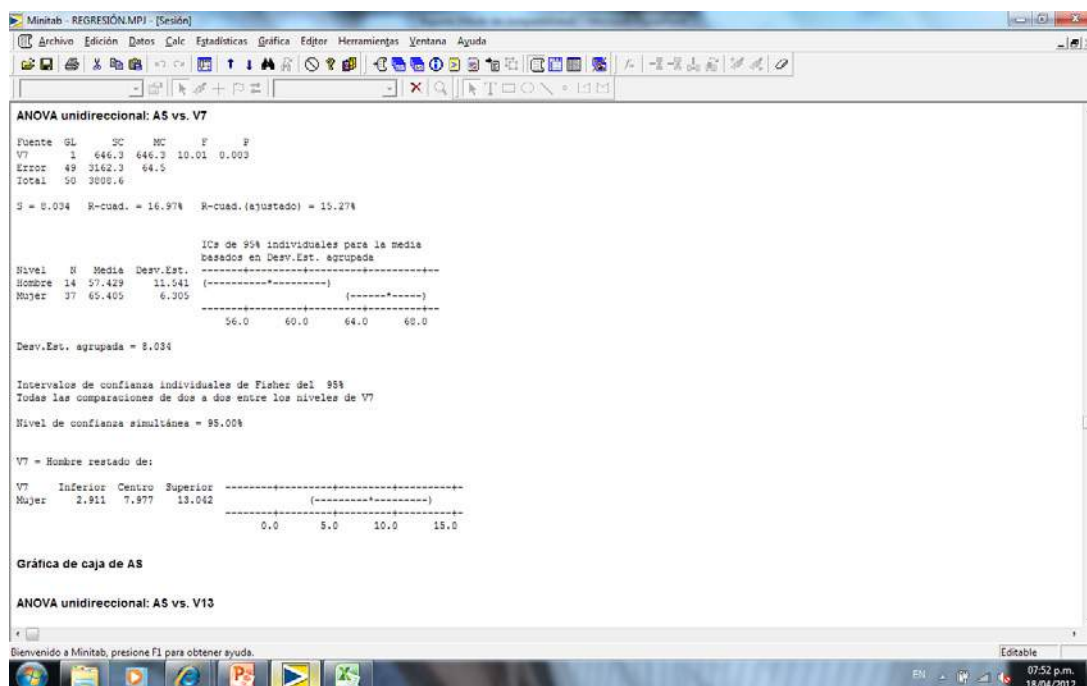 Minitab - REGRESIÓN.MPJ - [Sesión]
Archivo Edición Datos Calc Estadísticas Gráfica Editor Herramientas Ventana Ayuda
ANOVA unidireccional: AS vs. V7
Fuente GL SC MC F P
V7 1 646.3 646.3 10.01 0.003
Error 49 3162.3 64.5
Total 50 3808.6
S = 8.034 R-cuad. = 16.97% R-cuad.(ajustado) = 15.27%
ICs de 95% individuales para la media
basados en Desv.Est. agrupada
Nivel N Media Desv.Est. -------+---------+---------+---------+--
Hombre 14 57.429 11.541 (----------*---------)
Mujer 37 65.405 6.305 (------*-----)
-------+---------+---------+---------+--
56.0 60.0 64.0 68.0
Desv.Est. agrupada = 8.034
Intervalos de confianza individuales de Fisher del 95%
Todas las comparaciones de dos a dos entre los niveles de V7
Nivel de confianza simultánea = 95.00%
V7 = Hombre restado de:
V7 Inferior Centro Superior --------+---------+---------+---------+-
Mujer 2.911 7.977 13.042 (---------*---------)
--------+---------+---------+---------+-
0.0 5.0 10.0 15.0
Gráfica de caja de AS
ANOVA unidireccional: AS vs. V13
Bienvenido a Minitab, presione F1 para obtener ayuda.
Editable
EN
07:52 p.m.
18/04/2012